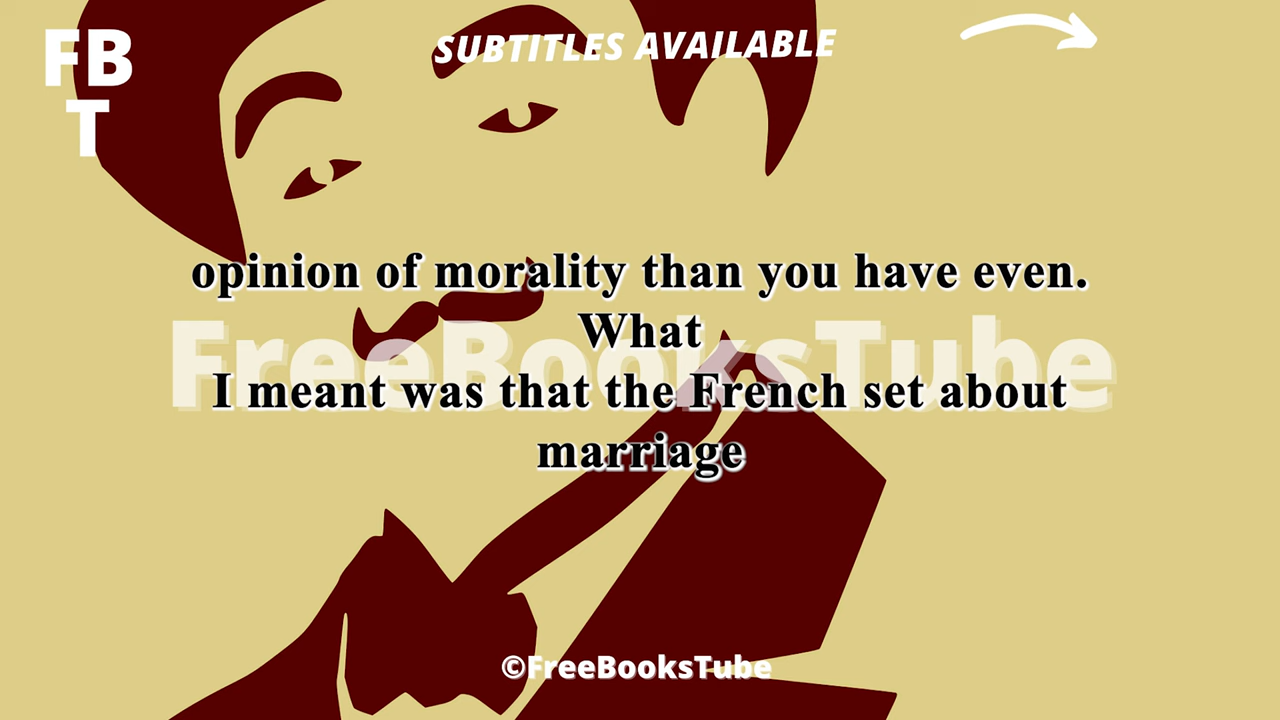 FB
T
SUBTITLES AVAILABLE
opinion of morality than you have even.
What
FreeBooksTube
I meant was that the French set about
marriage
©FreeBooksTube